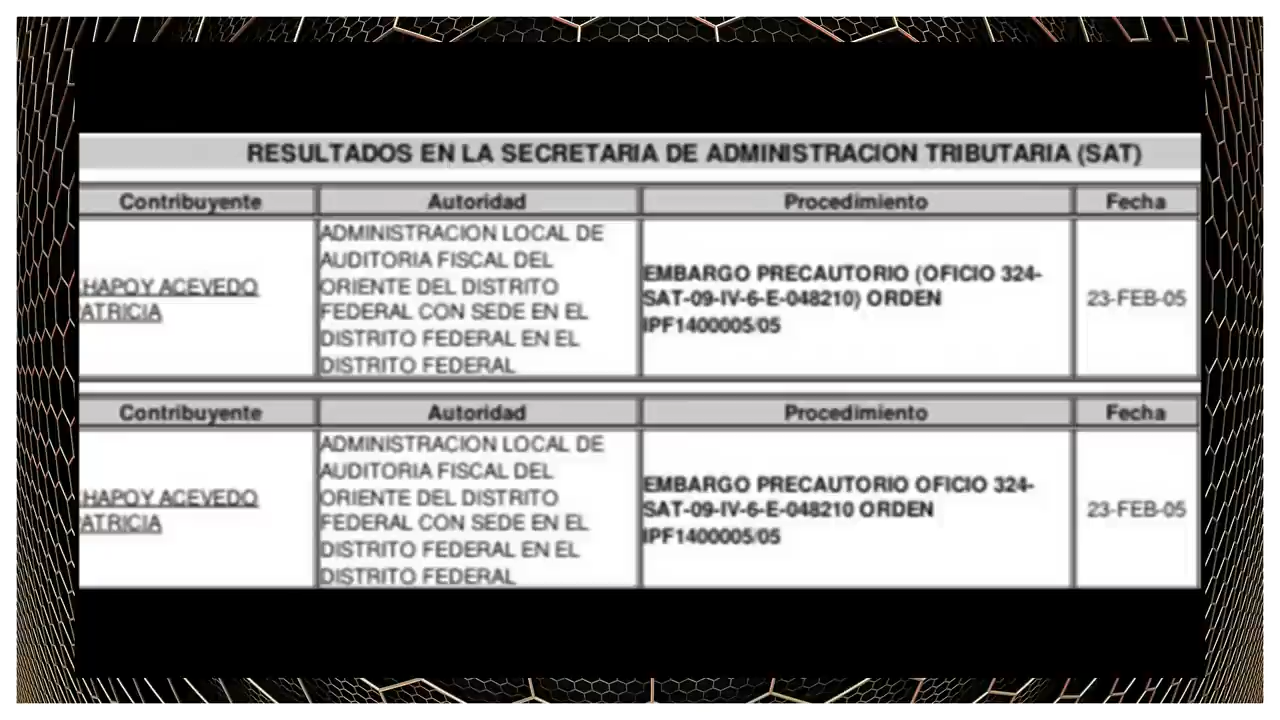 RESULTADOS EN LA SECRETARIA DE ADMINISTRACION TRIBUTARIA (SAT)
Contribuyente Autoridad Procedimiento Fecha
HAPOY ACEVEDO
ATRICIA
ADMINISTRACION LOCAL DE
AUDITORIA FISCAL DEL
ORIENTE DEL DISTRITO
FEDERAL CON SEDE EN EL
DISTRITO FEDERAL EN EL
DISTRITO FEDERAL
EMBARGO PRECAUTORIO (OFICIO 324-
SAT-09-IV-6-E-048210) ORDEN
IPF1400005/05
23-FEB-05
Contribuyente Autoridad Procedimiento Fecha
HAPOY ACEVEDO
ATRICIA
ADMINISTRACION LOCAL DE
AUDITORIA FISCAL DEL
ORIENTE DEL DISTRITO
FEDERAL CON SEDE EN EL
DISTRITO FEDERAL EN EL
DISTRITO FEDERAL
EMBARGO PRECAUTORIO OFICIO 324-
SAT-09-IV-6-E-048210 ORDEN
IPF1400005/05
23-FEB-05